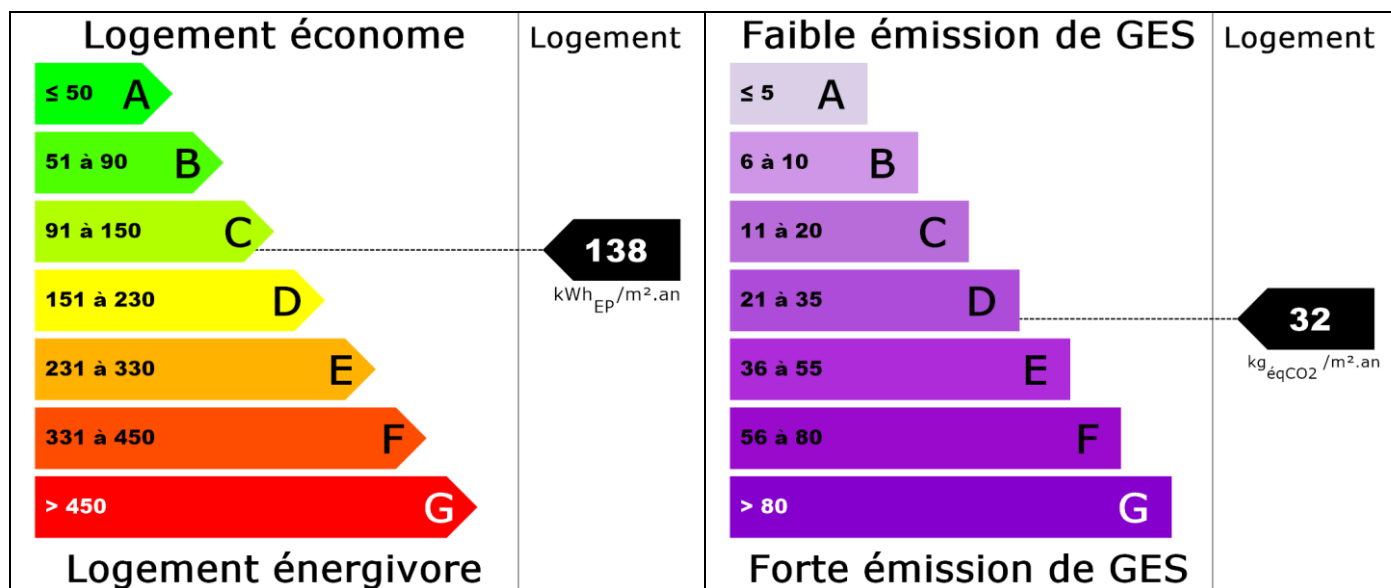 Logement économe
Logement
≤ 50 A
51 à 90 B
91 à 150 C
138
kWhEP/m².an
151 à 230 D
231 à 330 E
331 à 450 F
> 450 G
Logement énergivore
Faible émission de GES
Logement
≤ 5 A
6 à 10 B
11 à 20 C
21 à 35 D
32
kgéqCO2/m².an
36 à 55 E
56 à 80 F
> 80 G
Forte émission de GES